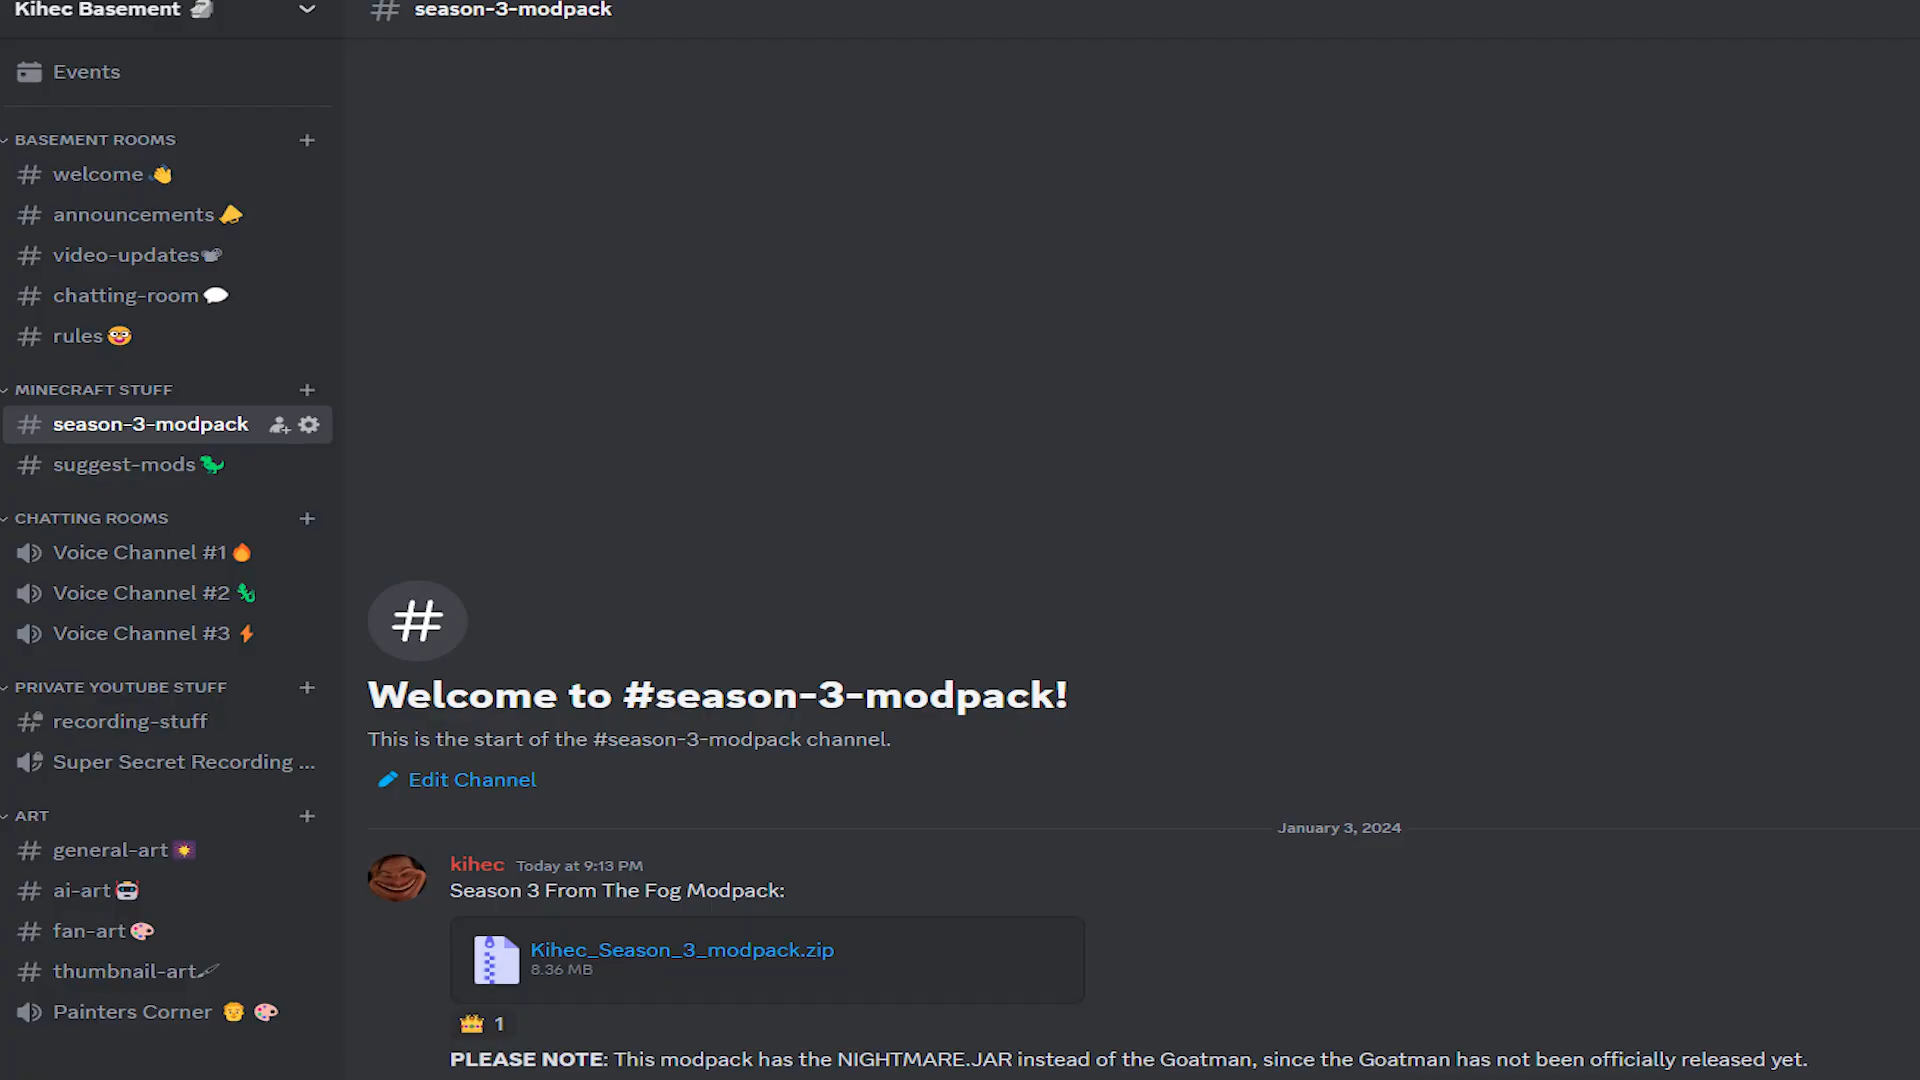 Kihec Basement
season-3-modpack
Events
BASEMENT ROOMS
welcome
announcements
video-updates
chatting-room
rules
MINECRAFT STUFF
season-3-modpack
suggest-mods
CHATTING ROOMS
Voice Channel #1
Voice Channel #2
Voice Channel #3
PRIVATE YOUTUBE STUFF
recording-stuff
Super Secret Recording ...
ART
general-art
ai-art
fan-art
thumbnail-art
Painters Corner
Welcome to #season-3-modpack!
This is the start of the #season-3-modpack channel.
Edit Channel
January 3, 2024
kihec Today at 9:13 PM
Season 3 From The Fog Modpack:
Kihec_Season_3_modpack.zip
8.36 MB
1
PLEASE NOTE: This modpack has the NIGHTMARE.JAR instead of the Goatman, since the Goatman has not been officially released yet.